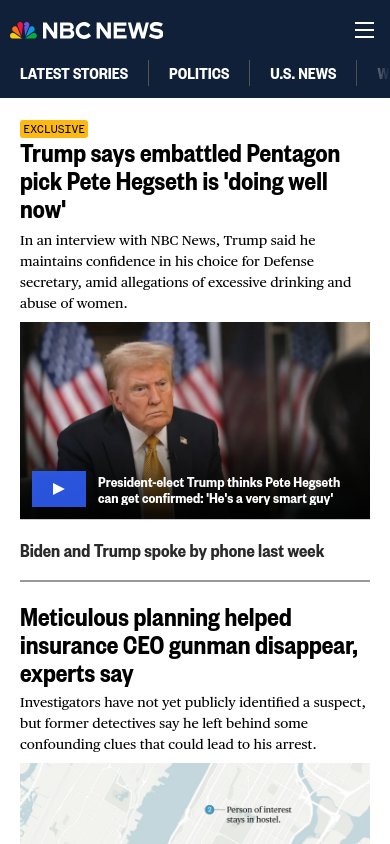 NBC NEWS
LATEST STORIES
POLITICS
U.S. NEWS
EXCLUSIVE
Trump says embattled Pentagon
pick Pete Hegseth is 'doing well
now'
In an interview with NBC News, Trump said he
maintains confidence in his choice for Defense
secretary, amid allegations of excessive drinking and
abuse of women.
President-elect Trump thinks Pete Hegseth
can get confirmed: 'He's a very smart guy'
Biden and Trump spoke by phone last week
Meticulous planning helped
insurance CEO gunman disappear,
experts say
Investigators have not yet publicly identified a suspect,
but former detectives say he left behind some
confounding clues that could lead to his arrest.
Person of interest
stays in hostel.